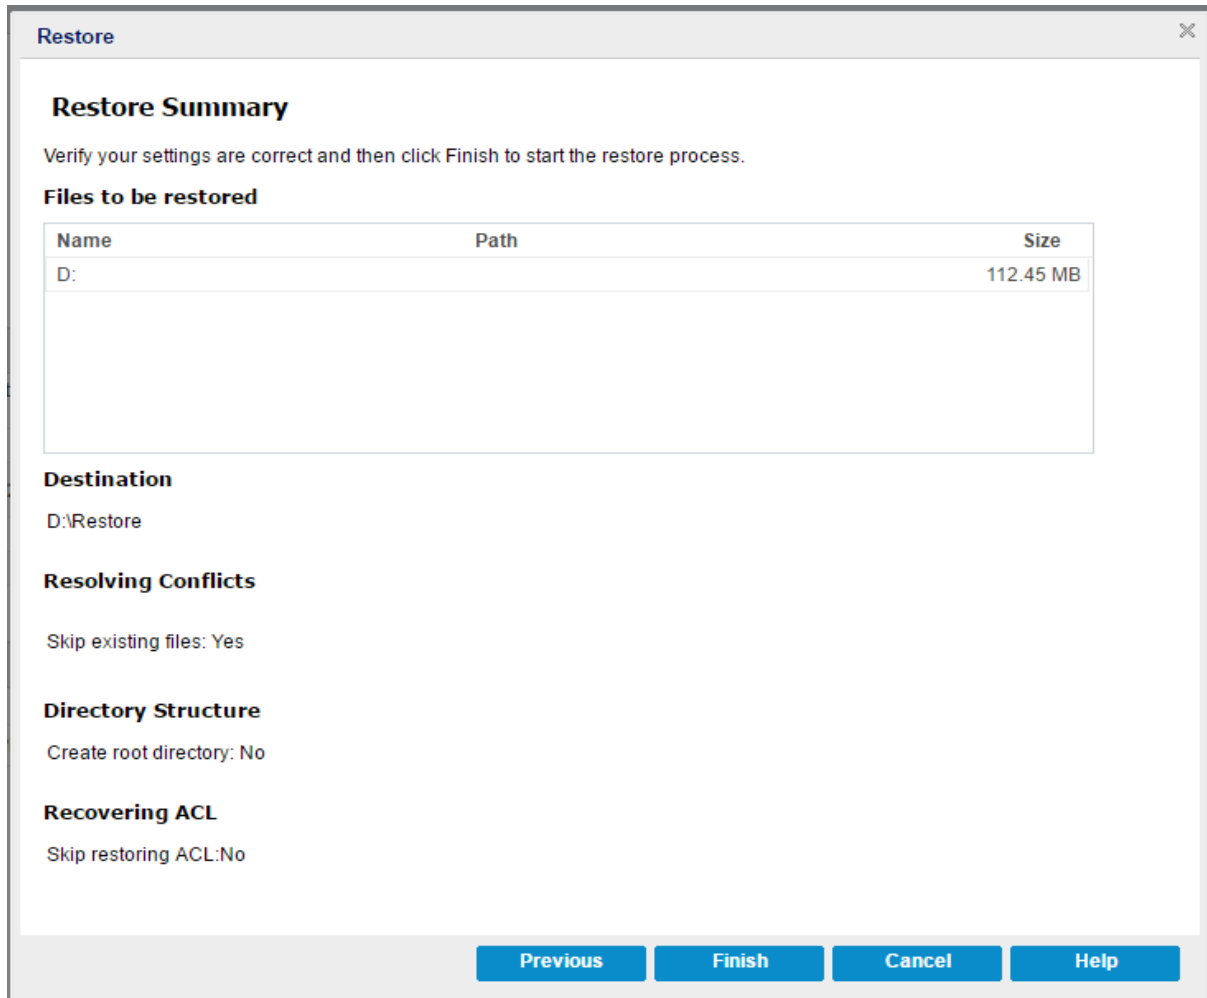 Restore
Restore Summary
Verify your settings are correct and then click Finish to start the restore process.
Files to be restored
Name Path Size
D: 112.45 MB
Destination
D:\Restore
Resolving Conflicts
Skip existing files: Yes
Directory Structure
Create root directory: No
Recovering ACL
Skip restoring ACL:No
Previous Finish Cancel Help